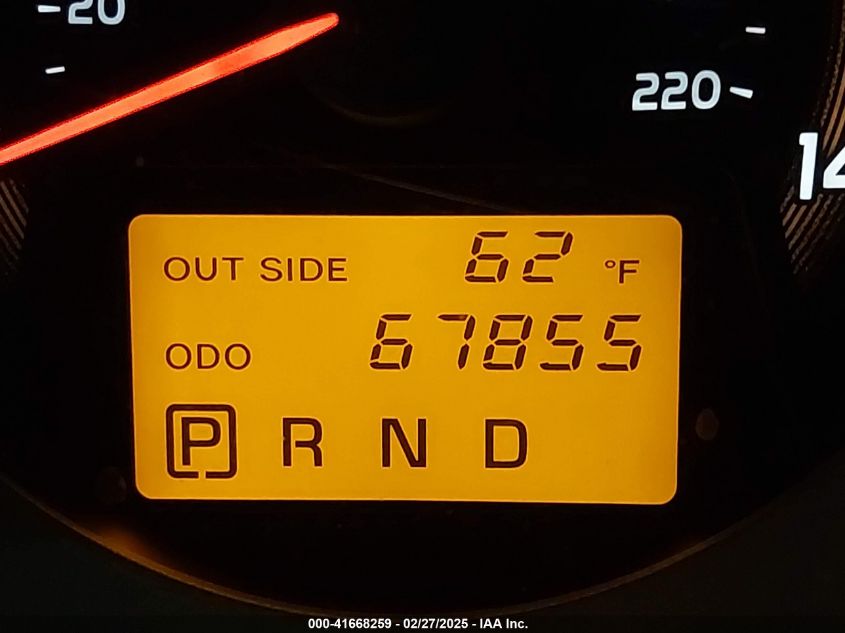 20
220
14
OUT SIDE 62 °F
ODO 67855
P R N D
000-41668259 - 02/27/2025 - IAA Inc.